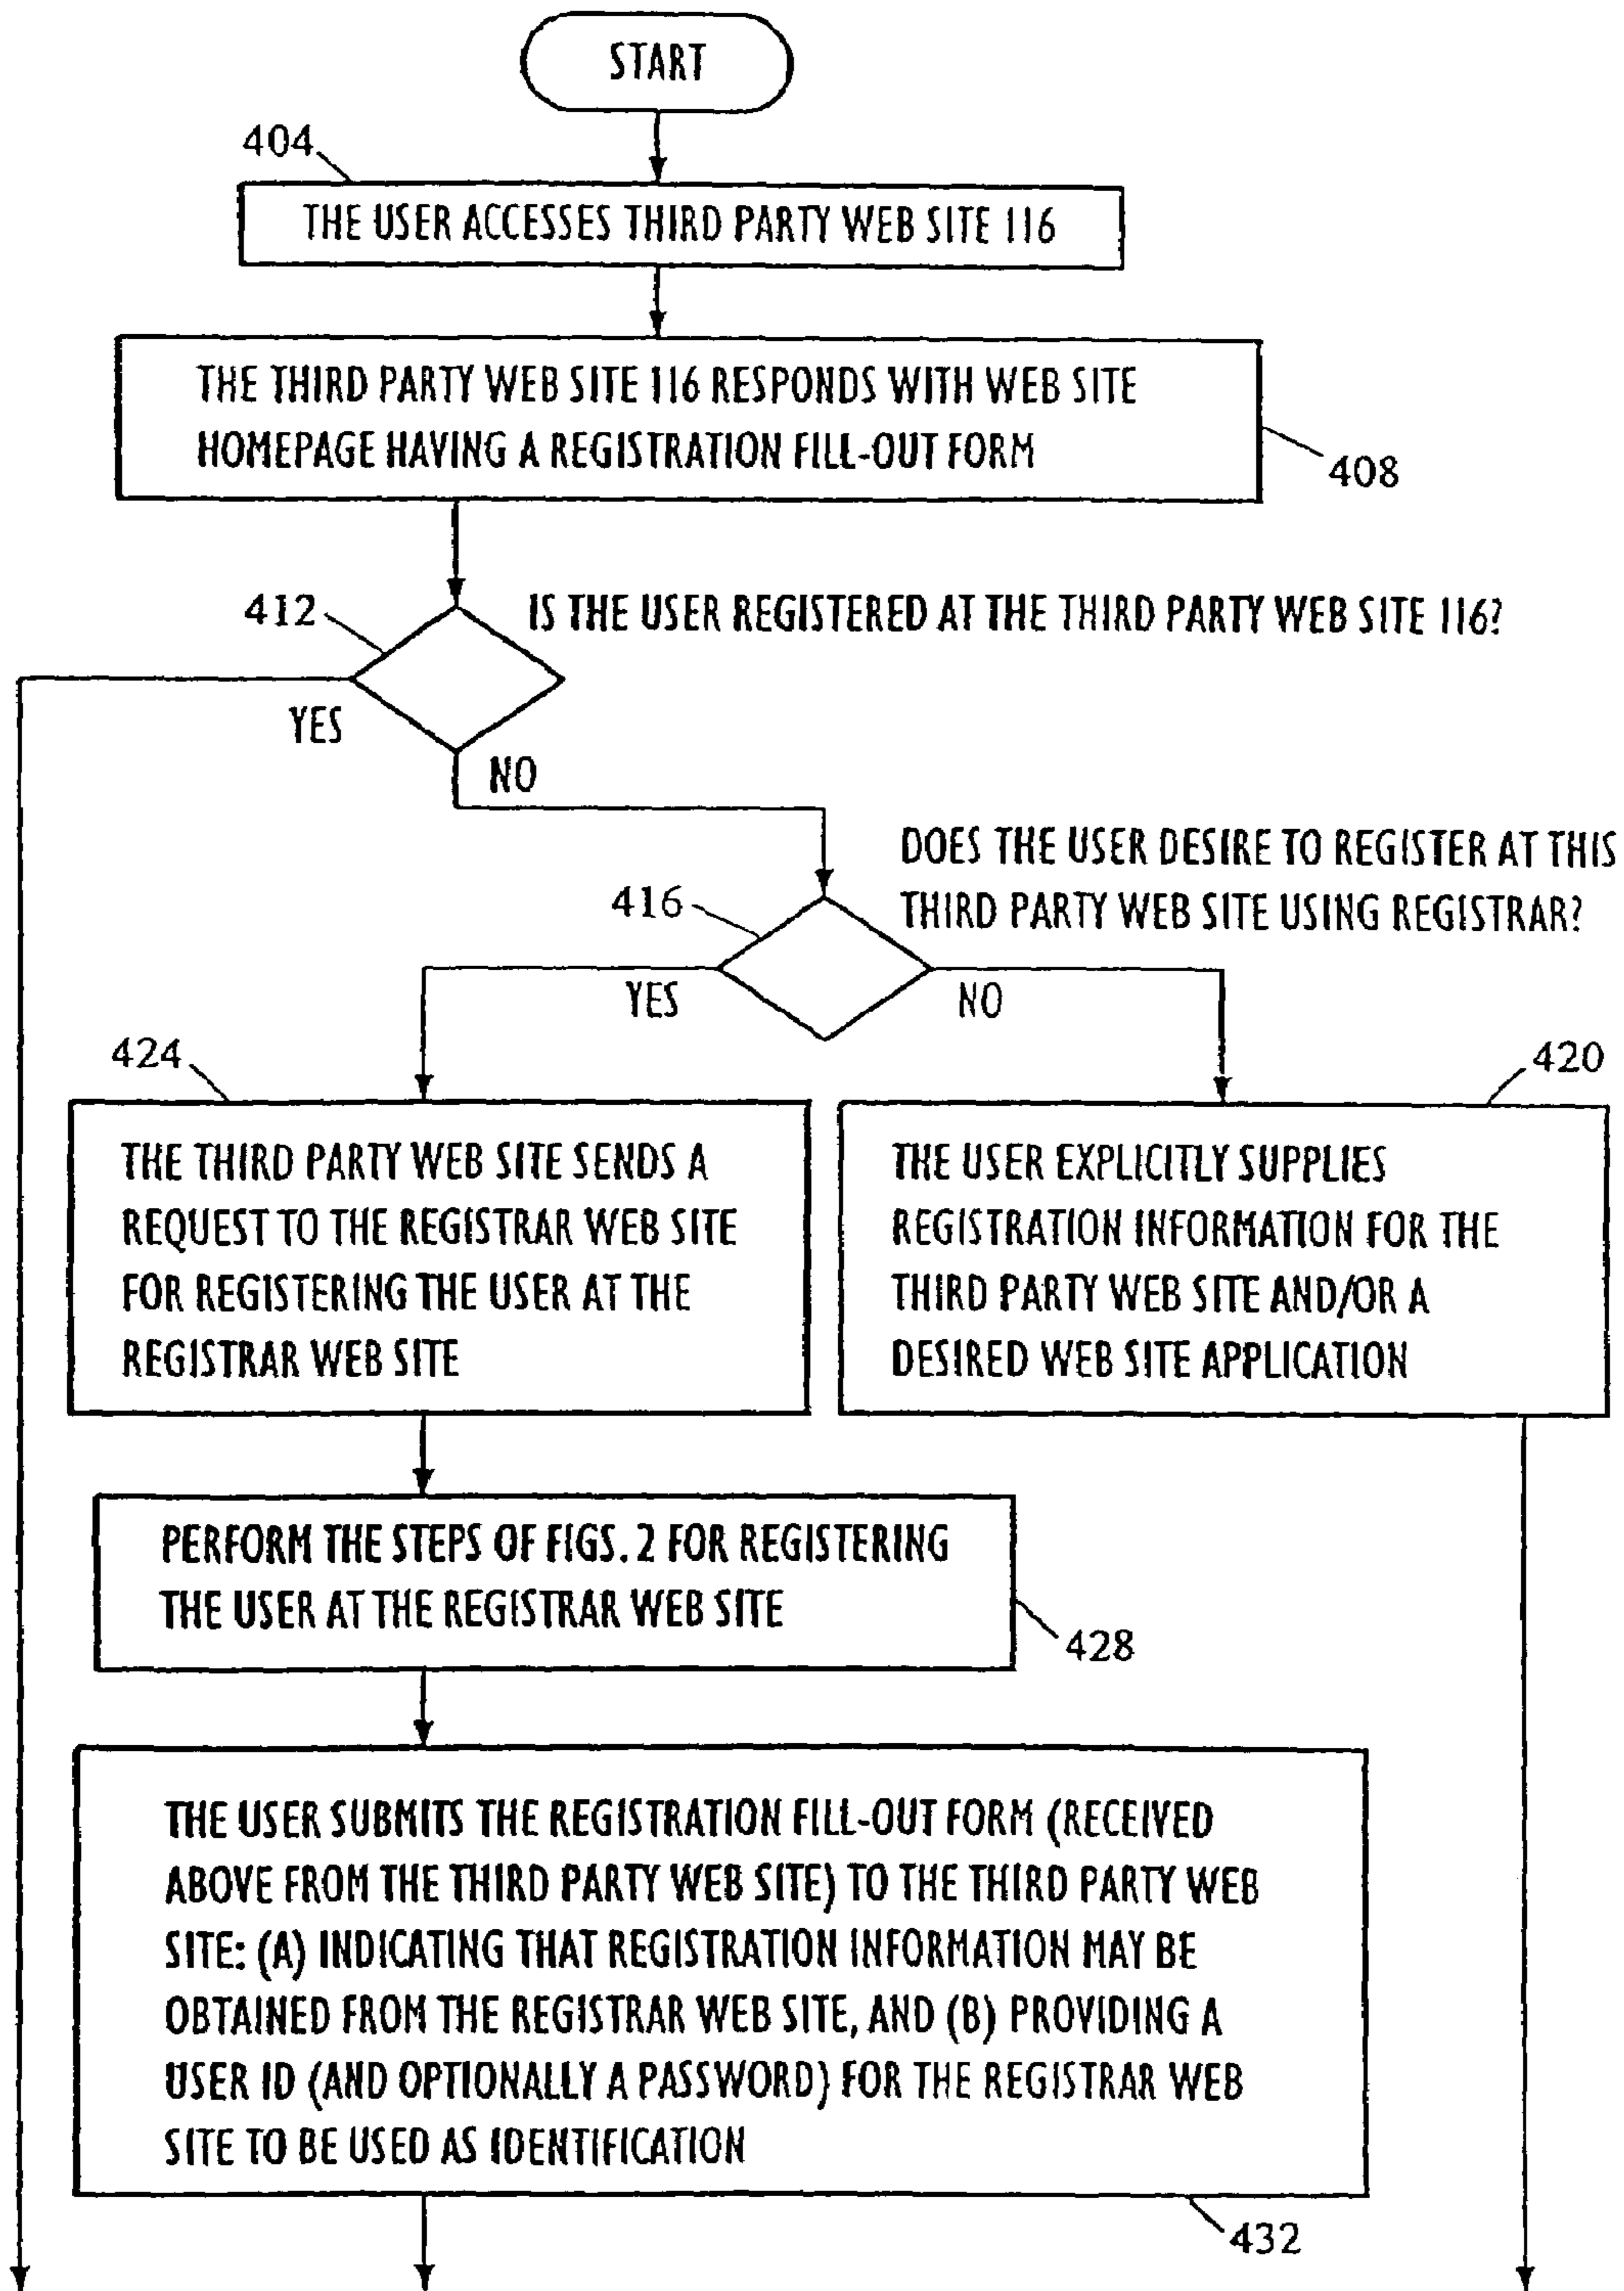 START
404
THE USER ACCESSES THIRD PARTY WEB SITE 116
THE THIRD PARTY WEB SITE 116 RESPONDS WITH WEB SITE
HOMEPAGE HAVING A REGISTRATION FILL-OUT FORM
408
412
IS THE USER REGISTERED AT THE THIRD PARTY WEB SITE 116?
YES
NO
DOES THE USER DESIRE TO REGISTER AT THIS
THIRD PARTY WEB SITE USING REGISTRAR?
416
YES
NO
424
THE THIRD PARTY WEB SITE SENDS A
REQUEST TO THE REGISTRAR WEB SITE
FOR REGISTERING THE USER AT THE
REGISTRAR WEB SITE
420
THE USER EXPLICITLY SUPPLIES
REGISTRATION INFORMATION FOR THE
THIRD PARTY WEB SITE AND/OR A
DESIRED WEB SITE APPLICATION
PERFORM THE STEPS OF FIGS. 2 FOR REGISTERING
THE USER AT THE REGISTRAR WEB SITE
428
THE USER SUBMITS THE REGISTRATION FILL-OUT FORM (RECEIVED
ABOVE FROM THE THIRD PARTY WEB SITE) TO THE THIRD PARTY WEB
SITE: (A) INDICATING THAT REGISTRATION INFORMATION MAY BE
OBTAINED FROM THE REGISTRAR WEB SITE, AND (B) PROVIDING A
USER ID (AND OPTIONALLY A PASSWORD) FOR THE REGISTRAR WEB
SITE TO BE USED AS IDENTIFICATION
432